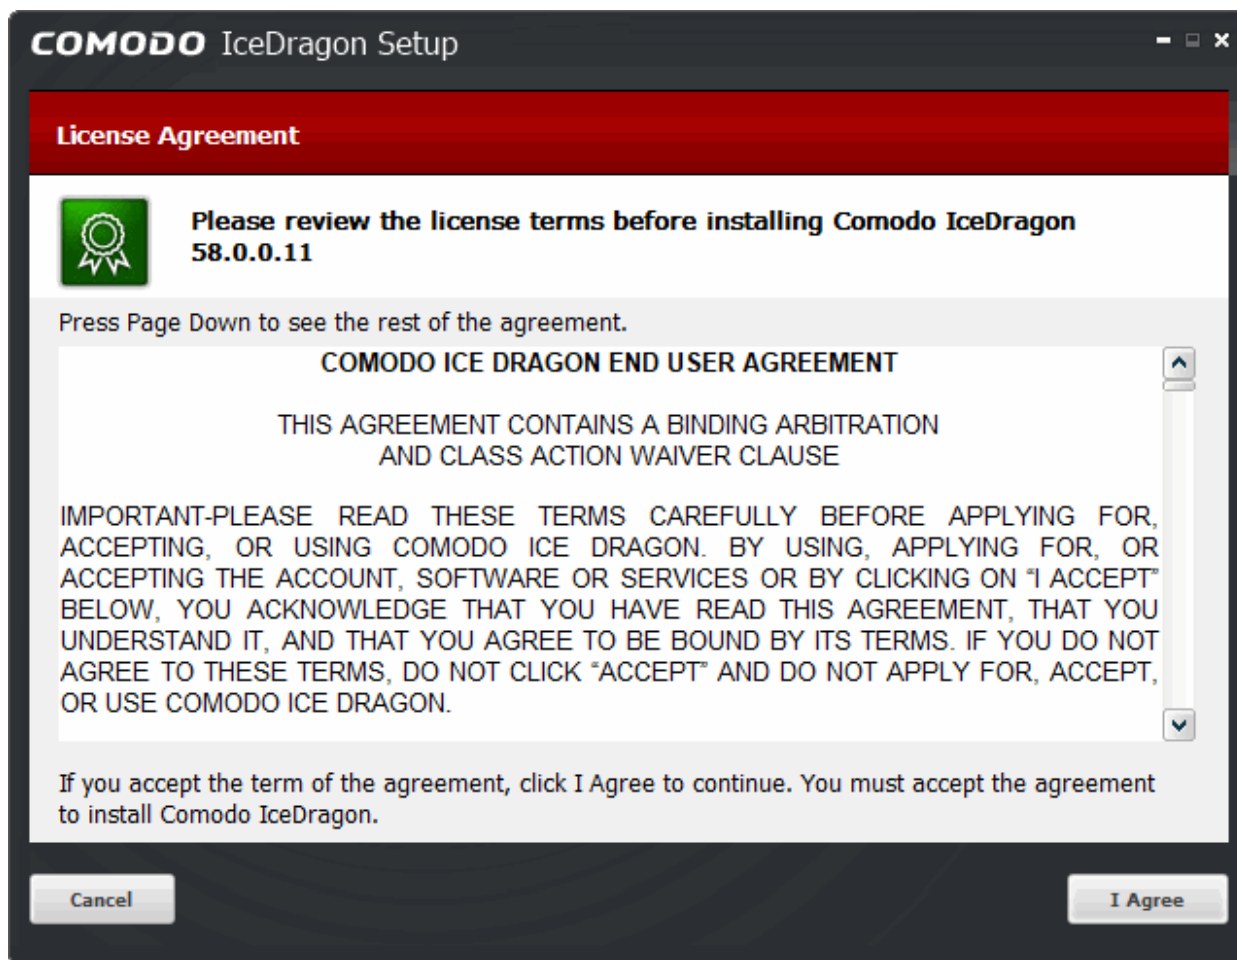 COMODO IceDragon Setup
License Agreement
Please review the license terms before installing Comodo IceDragon
58.0.0.11
Press Page Down to see the rest of the agreement.
COMODO ICE DRAGON END USER AGREEMENT
THIS AGREEMENT CONTAINS A BINDING ARBITRATION
AND CLASS ACTION WAIVER CLAUSE
IMPORTANT-PLEASE READ THESE TERMS CAREFULLY BEFORE APPLYING FOR,
ACCEPTING, OR USING COMODO ICE DRAGON. BY USING, APPLYING FOR, OR
ACCEPTING THE ACCOUNT, SOFTWARE OR SERVICES OR BY CLICKING ON “I ACCEPT”
BELOW, YOU ACKNOWLEDGE THAT YOU HAVE READ THIS AGREEMENT, THAT YOU
UNDERSTAND IT, AND THAT YOU AGREE TO BE BOUND BY ITS TERMS. IF YOU DO NOT
AGREE TO THESE TERMS, DO NOT CLICK “ACCEPT” AND DO NOT APPLY FOR, ACCEPT,
OR USE COMODO ICE DRAGON.
If you accept the term of the agreement, click I Agree to continue. You must accept the agreement
to install Comodo IceDragon.
Cancel
I Agree